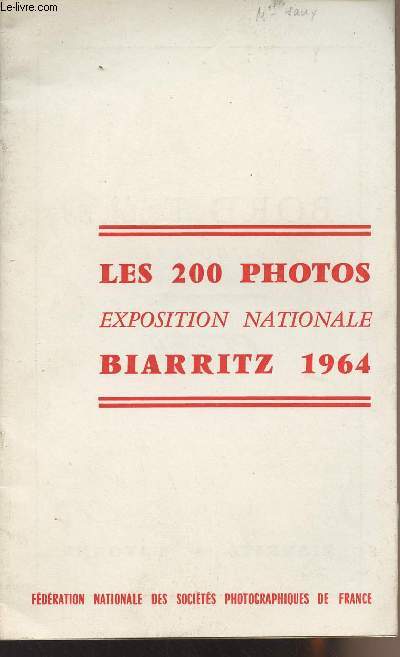 Le-livre.com
LES 200 PHOTOS
EXPOSITION NATIONALE
BIARRITZ 1964
FÉDÉRATION NATIONALE DES SOCIÉTÉS PHOTOGRAPHIQUES DE FRANCE